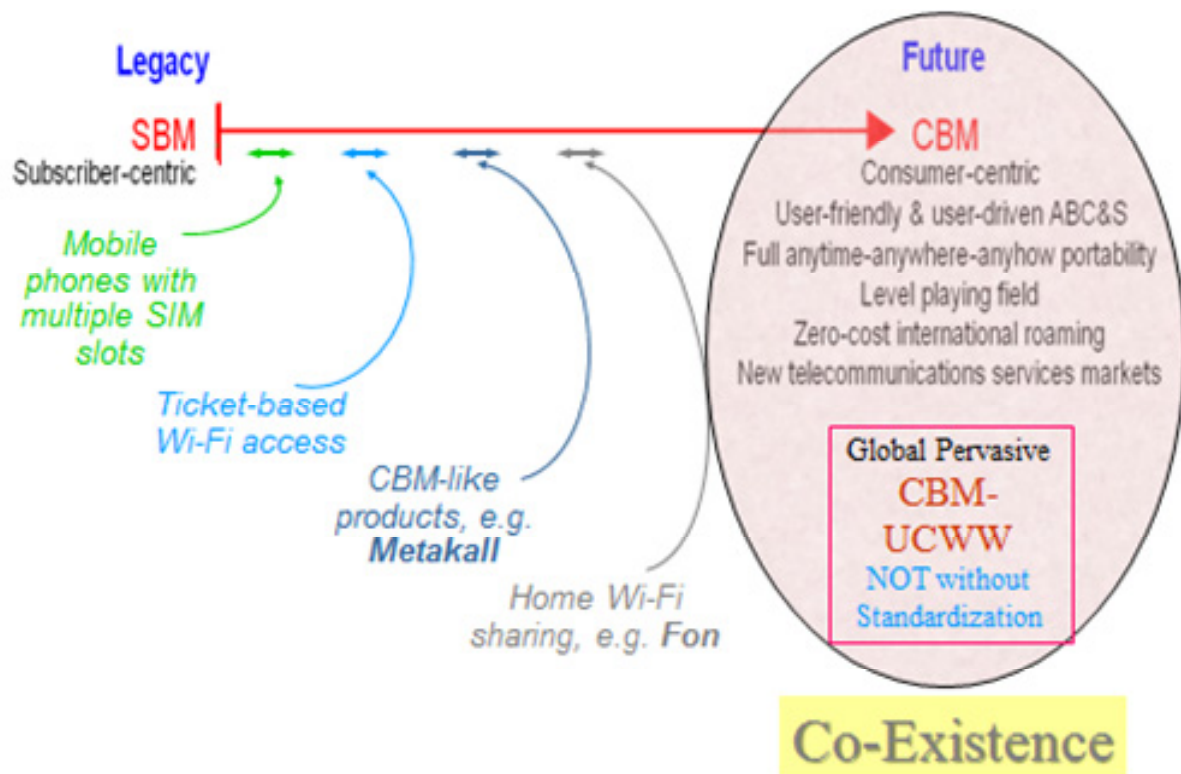 Legacy
SBM
Subscriber-centric
Mobile
phones with
multiple SIM
slots
Ticket-based
Wi-Fi access
CBM-like
products, e.g.
Metakall
Home Wi-Fi
sharing, e.g. Fon
Future
CBM
Consumer-centric
User-friendly & user-driven ABC&S
Full anytime-anywhere-anyhow portability
Level playing field
Zero-cost international roaming
New telecommunications services markets
Global Pervasive
CBM-
UCWW
NOT without
Standardization
Co-Existence